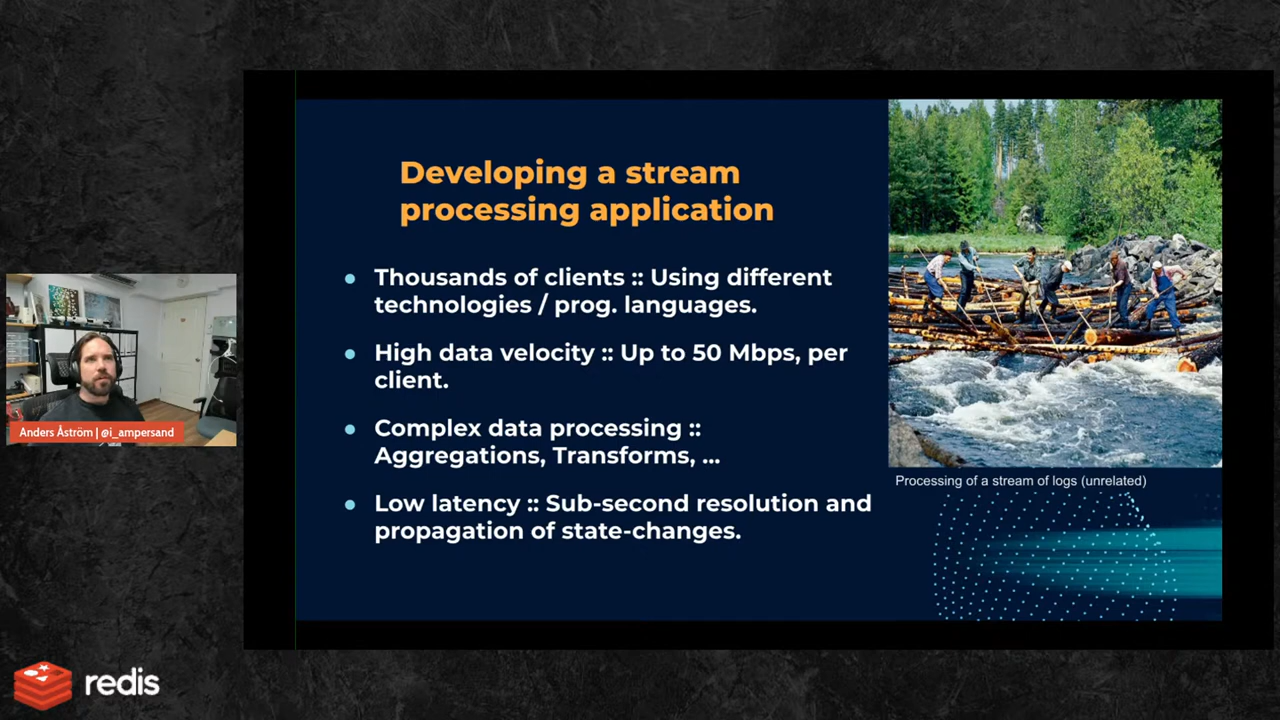 Developing a stream
processing application
● Thousands of clients :: Using different
technologies / prog. languages.
● High data velocity :: Up to 50 Mbps, per
client.
● Complex data processing ::
Aggregations, Transforms, ...
● Low latency :: Sub-second resolution and
propagation of state-changes.
Processing of a stream of logs (unrelated)
Anders Åström | @i_ampersand
redis